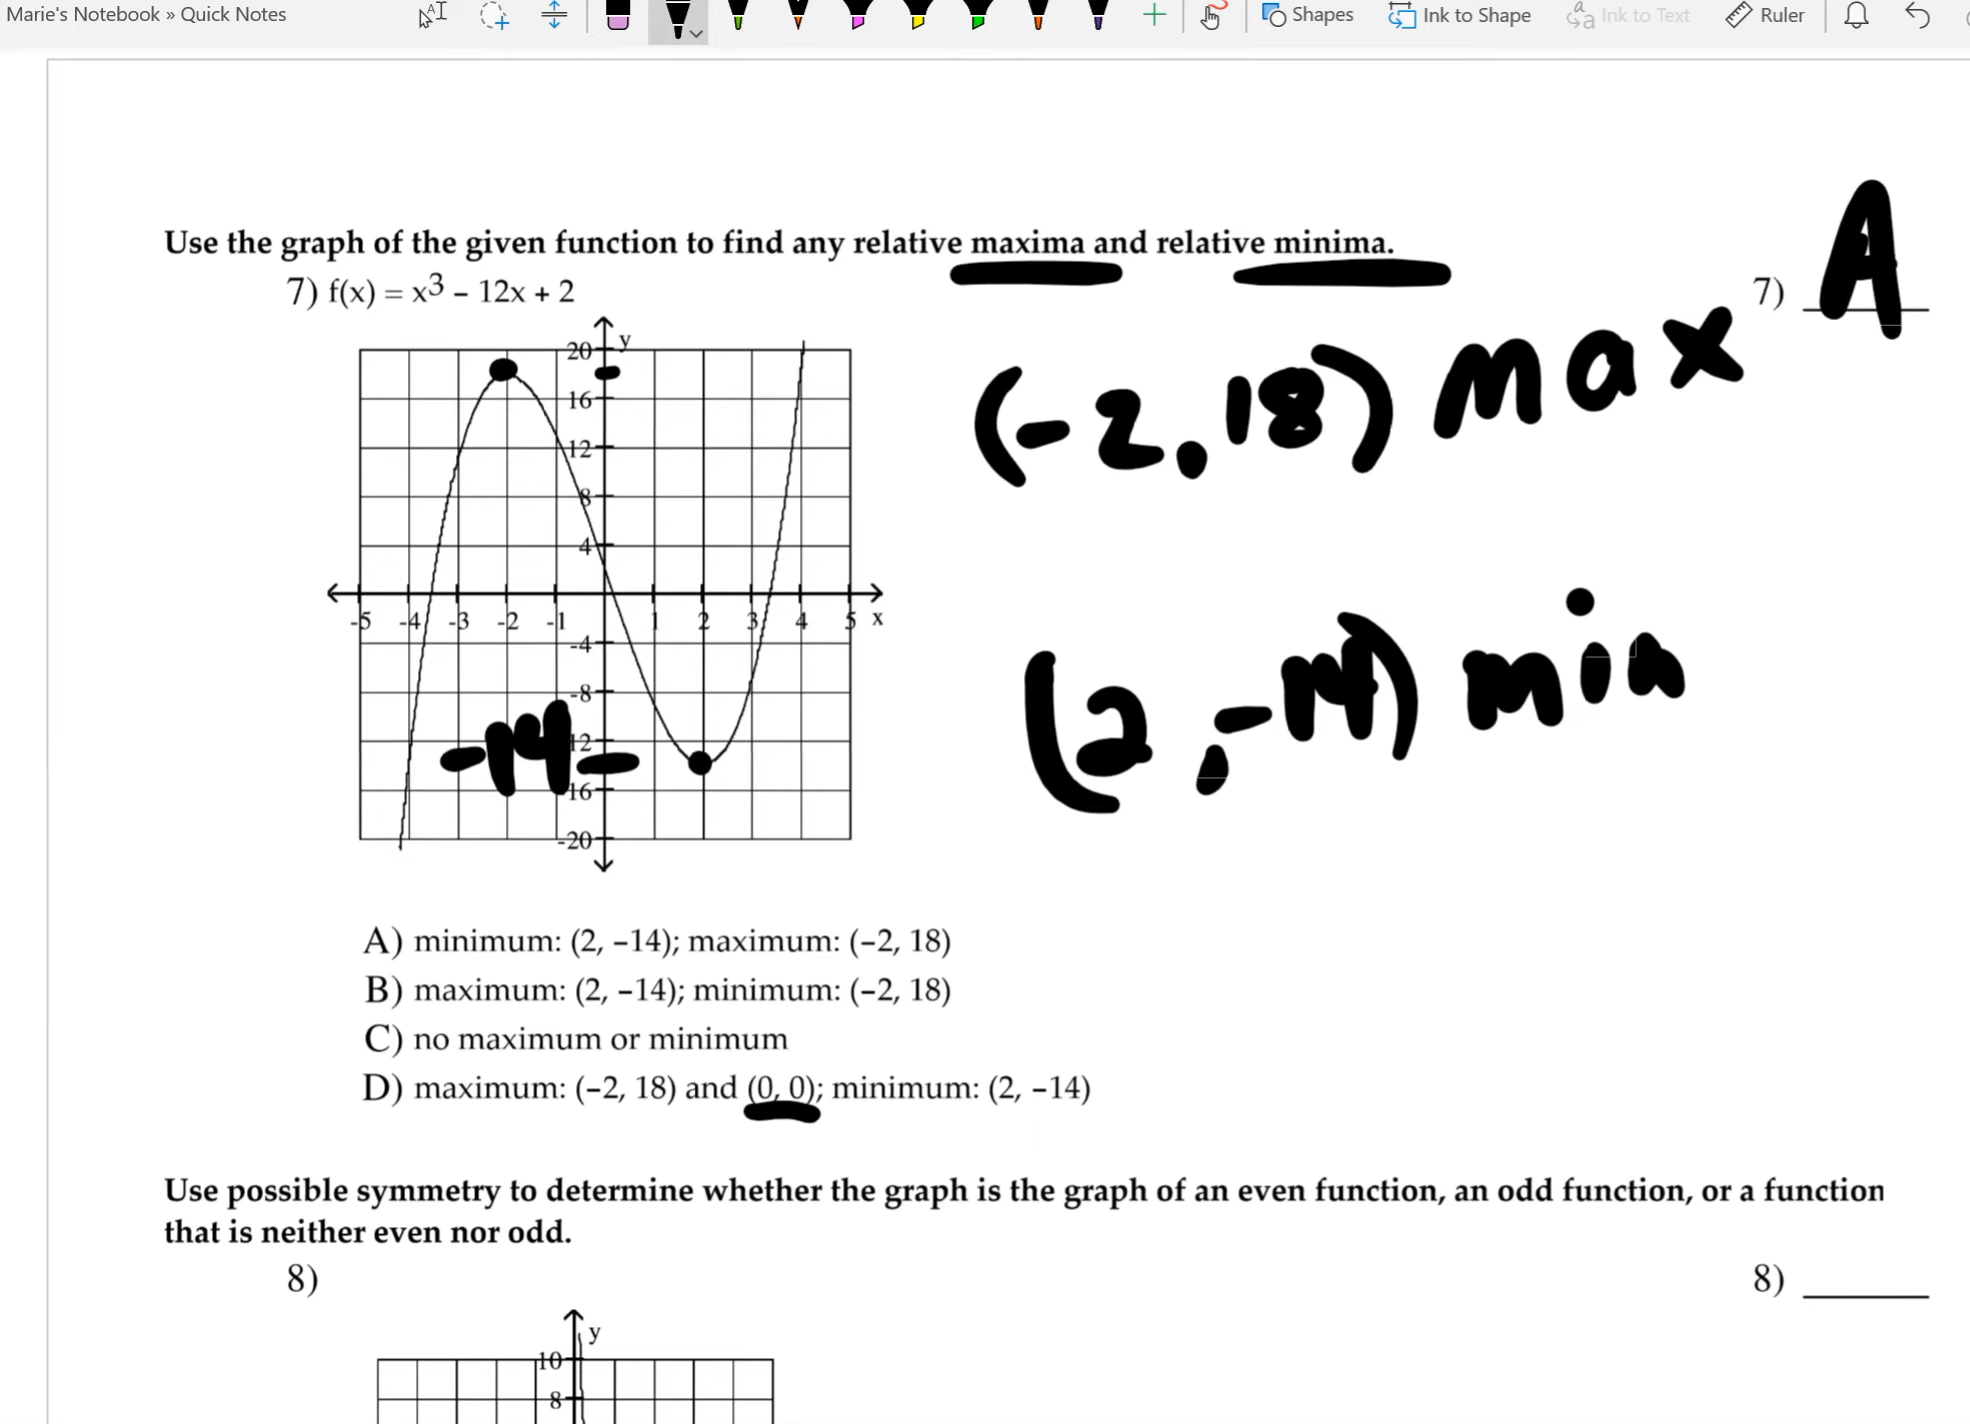 Marie's Notebook » Quick Notes
Shapes Ink to Shape Ink to Text Ruler
Use the graph of the given function to find any relative maxima and relative minima.
7) f(x) = x³ – 12x + 2
7) A
(-2, 18) max
(2, -14) min
y
20
16
12
8
4
-5 -4 -3 -2 -1 1 2 3 4 5 x
-4
-8
-14
12
16
-20
A) minimum: (2, –14); maximum: (–2, 18)
B) maximum: (2, –14); minimum: (–2, 18)
C) no maximum or minimum
D) maximum: (–2, 18) and (0, 0); minimum: (2, –14)
Use possible symmetry to determine whether the graph is the graph of an even function, an odd function, or a function
that is neither even nor odd.
8)
8)
y
10
8